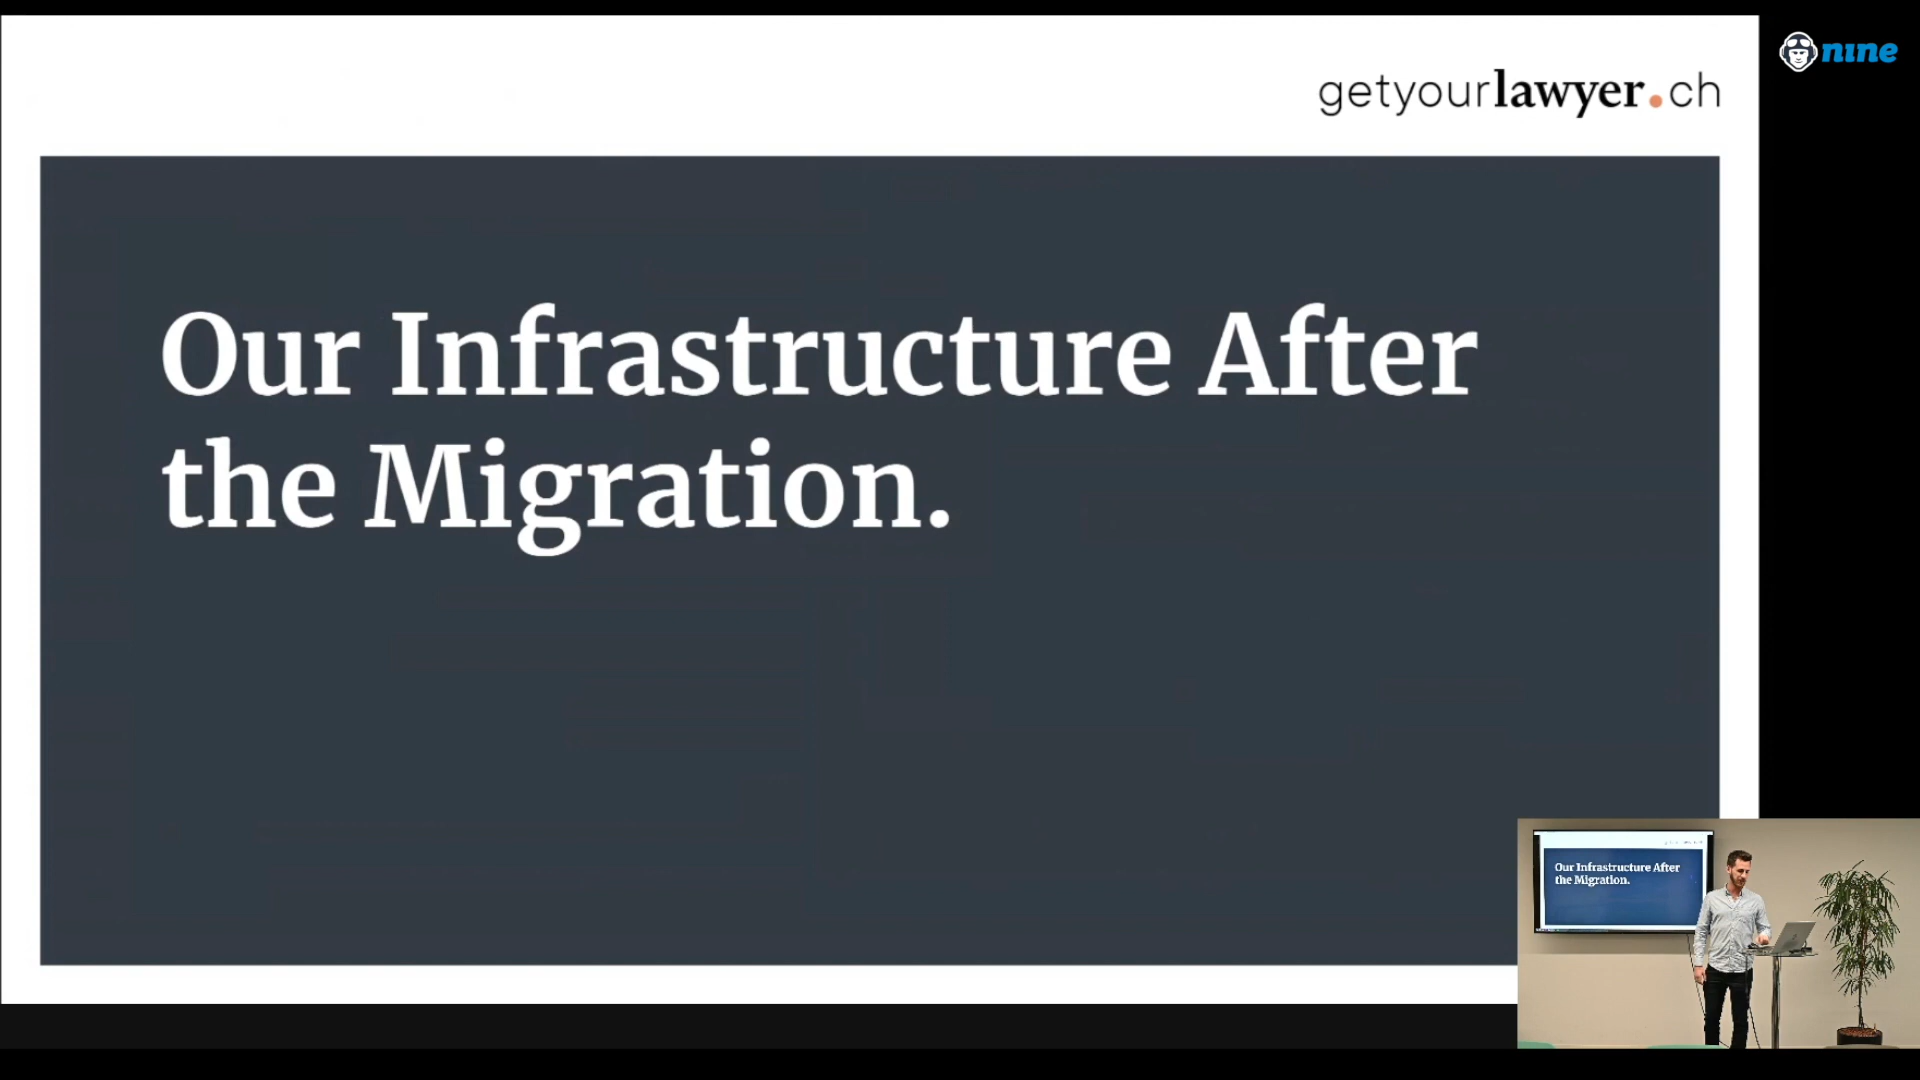 getyourlawyer.ch
nine
Our Infrastructure After
the Migration.
Our Infrastructure After
the Migration.